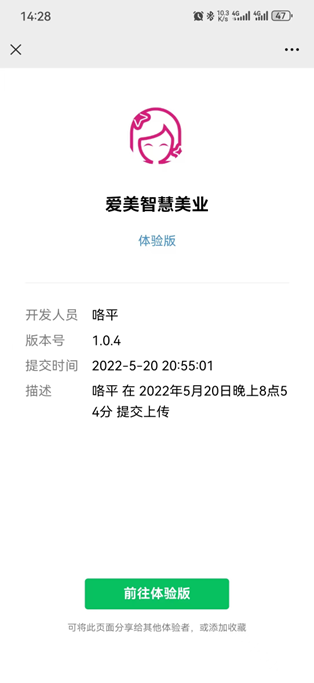 14:28
10.3 K/s 4G 4G 47
爱美智慧美业
体验版
开发人员 咯平
版本号 1.0.4
提交时间 2022-5-20 20:55:01
描述 咯平 在 2022年5月20日晚上8点5
4分 提交上传
前往体验版
可将此页面分享给其他体验者，或添加收藏